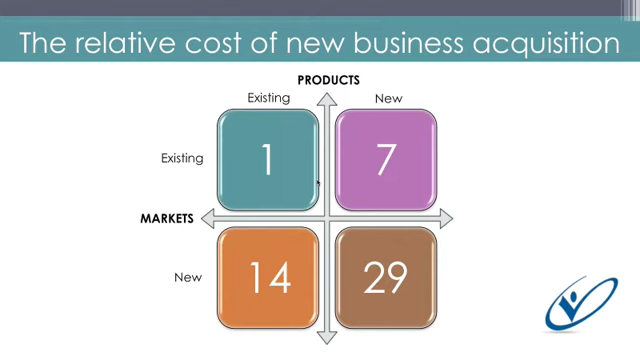 The relative cost of new business acquisition
PRODUCTS
Existing New
Existing 1 7
MARKETS
New 14 29